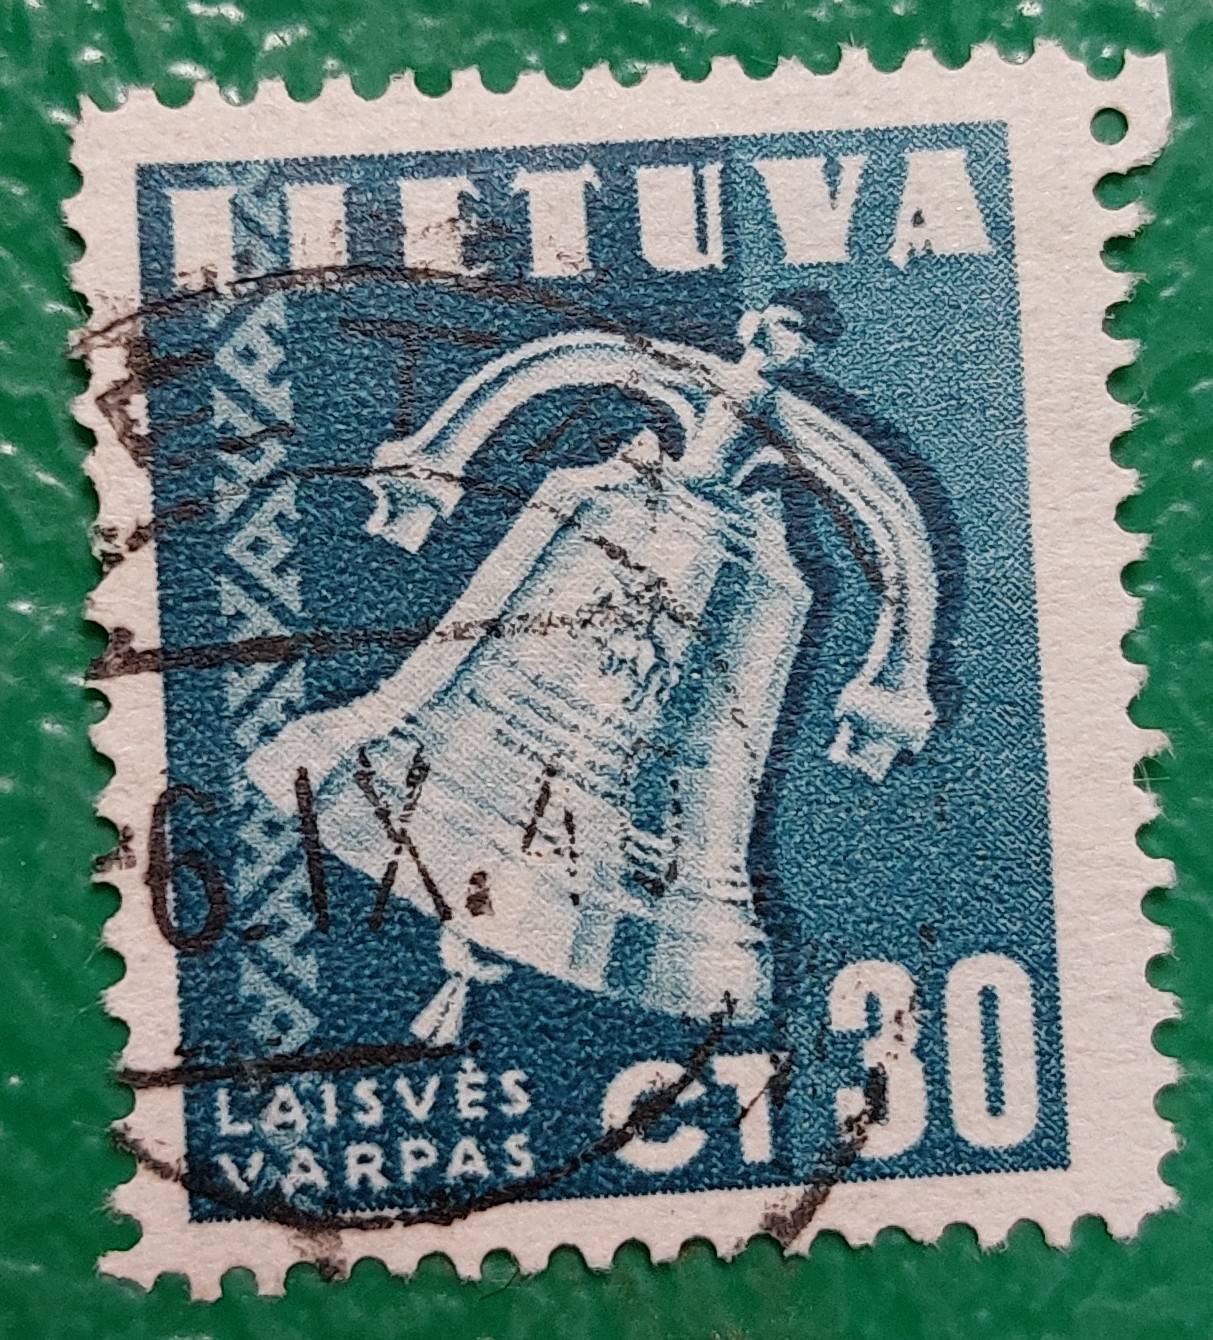 LIETUVA
6.IX.40
LAISVĖS
VARPAS
CT 30